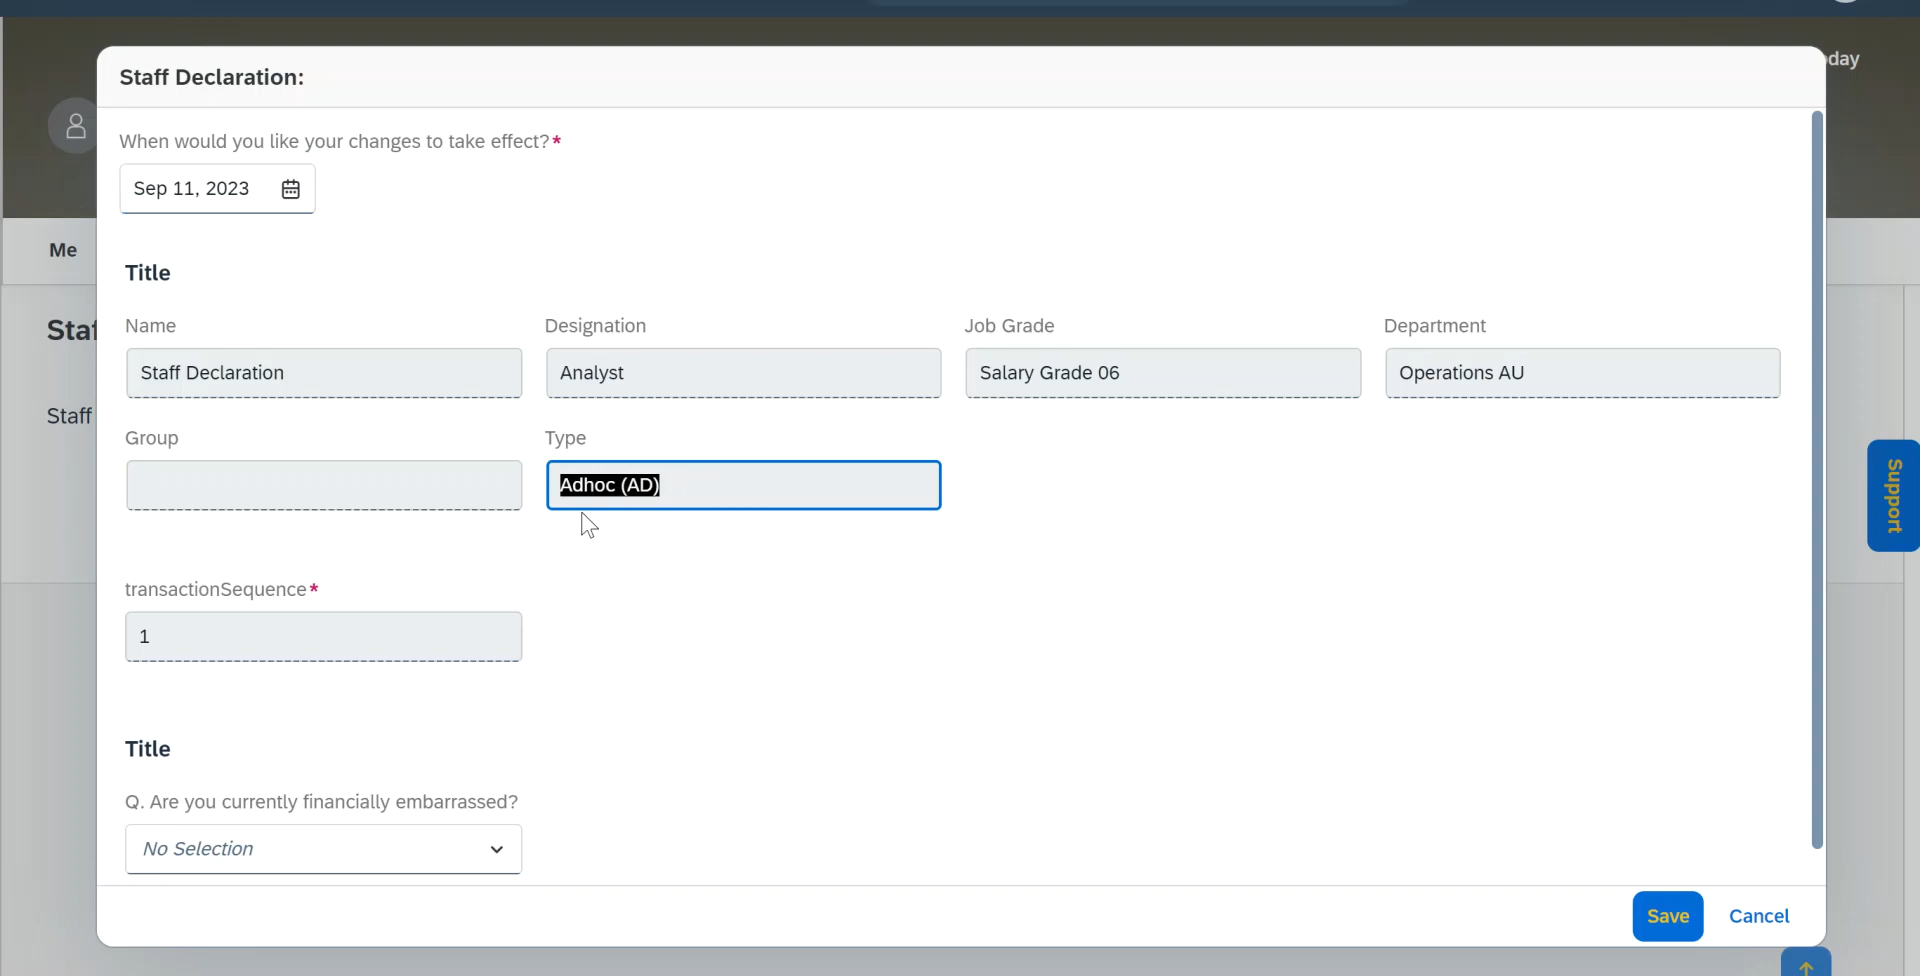 day
Staff Declaration:
When would you like your changes to take effect?*
Sep 11, 2023
Me
Title
Staf
Name
Designation
Job Grade
Department
Staff Declaration
Analyst
Salary Grade 06
Operations AU
Staff
Group
Type
Adhoc (AD)
Support
transactionSequence*
1
Title
Q. Are you currently financially embarrassed?
No Selection
Save
Cancel